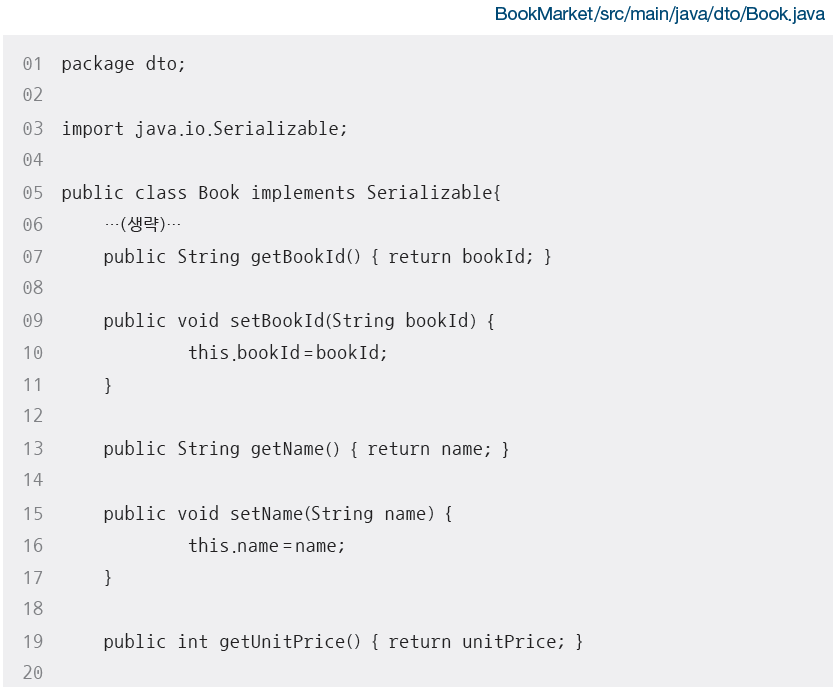 BookMarket/src/main/java/dto/Book.java
01 package dto;
02
03 import java.io.Serializable;
04
05 public class Book implements Serializable{
06 …(생략)…
07 public String getBookId() { return bookId; }
08
09 public void setBookId(String bookId) {
10 this.bookId=bookId;
11 }
12
13 public String getName() { return name; }
14
15 public void setName(String name) {
16 this.name=name;
17 }
18
19 public int getUnitPrice() { return unitPrice; }
20